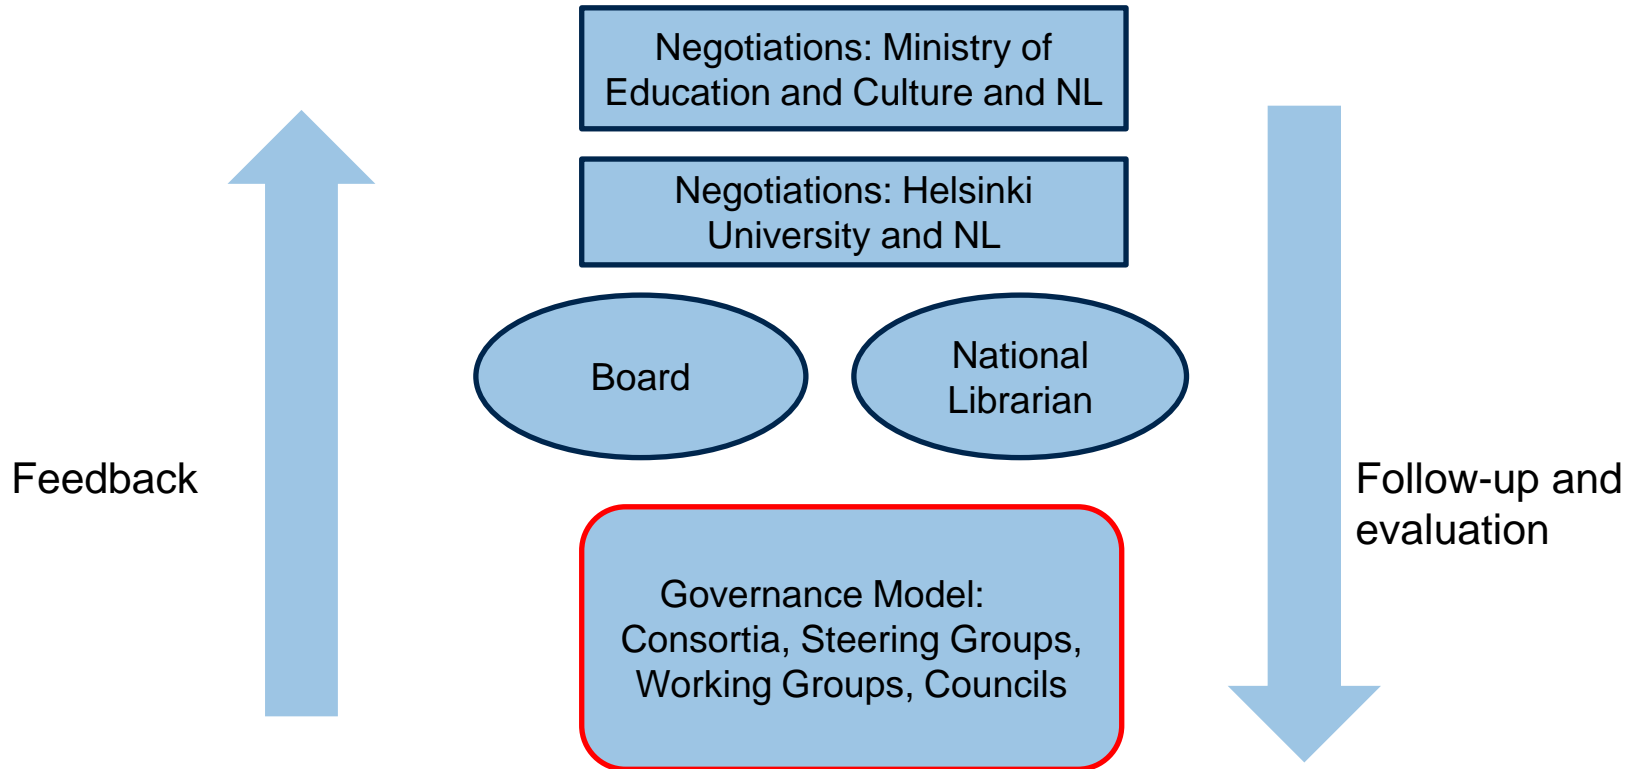 Negotiations: Ministry of
Education and Culture and NL
Negotiations: Helsinki
University and NL
Board
National
Librarian
Feedback
Follow-up and
evaluation
Governance Model:
Consortia, Steering Groups,
Working Groups, Councils